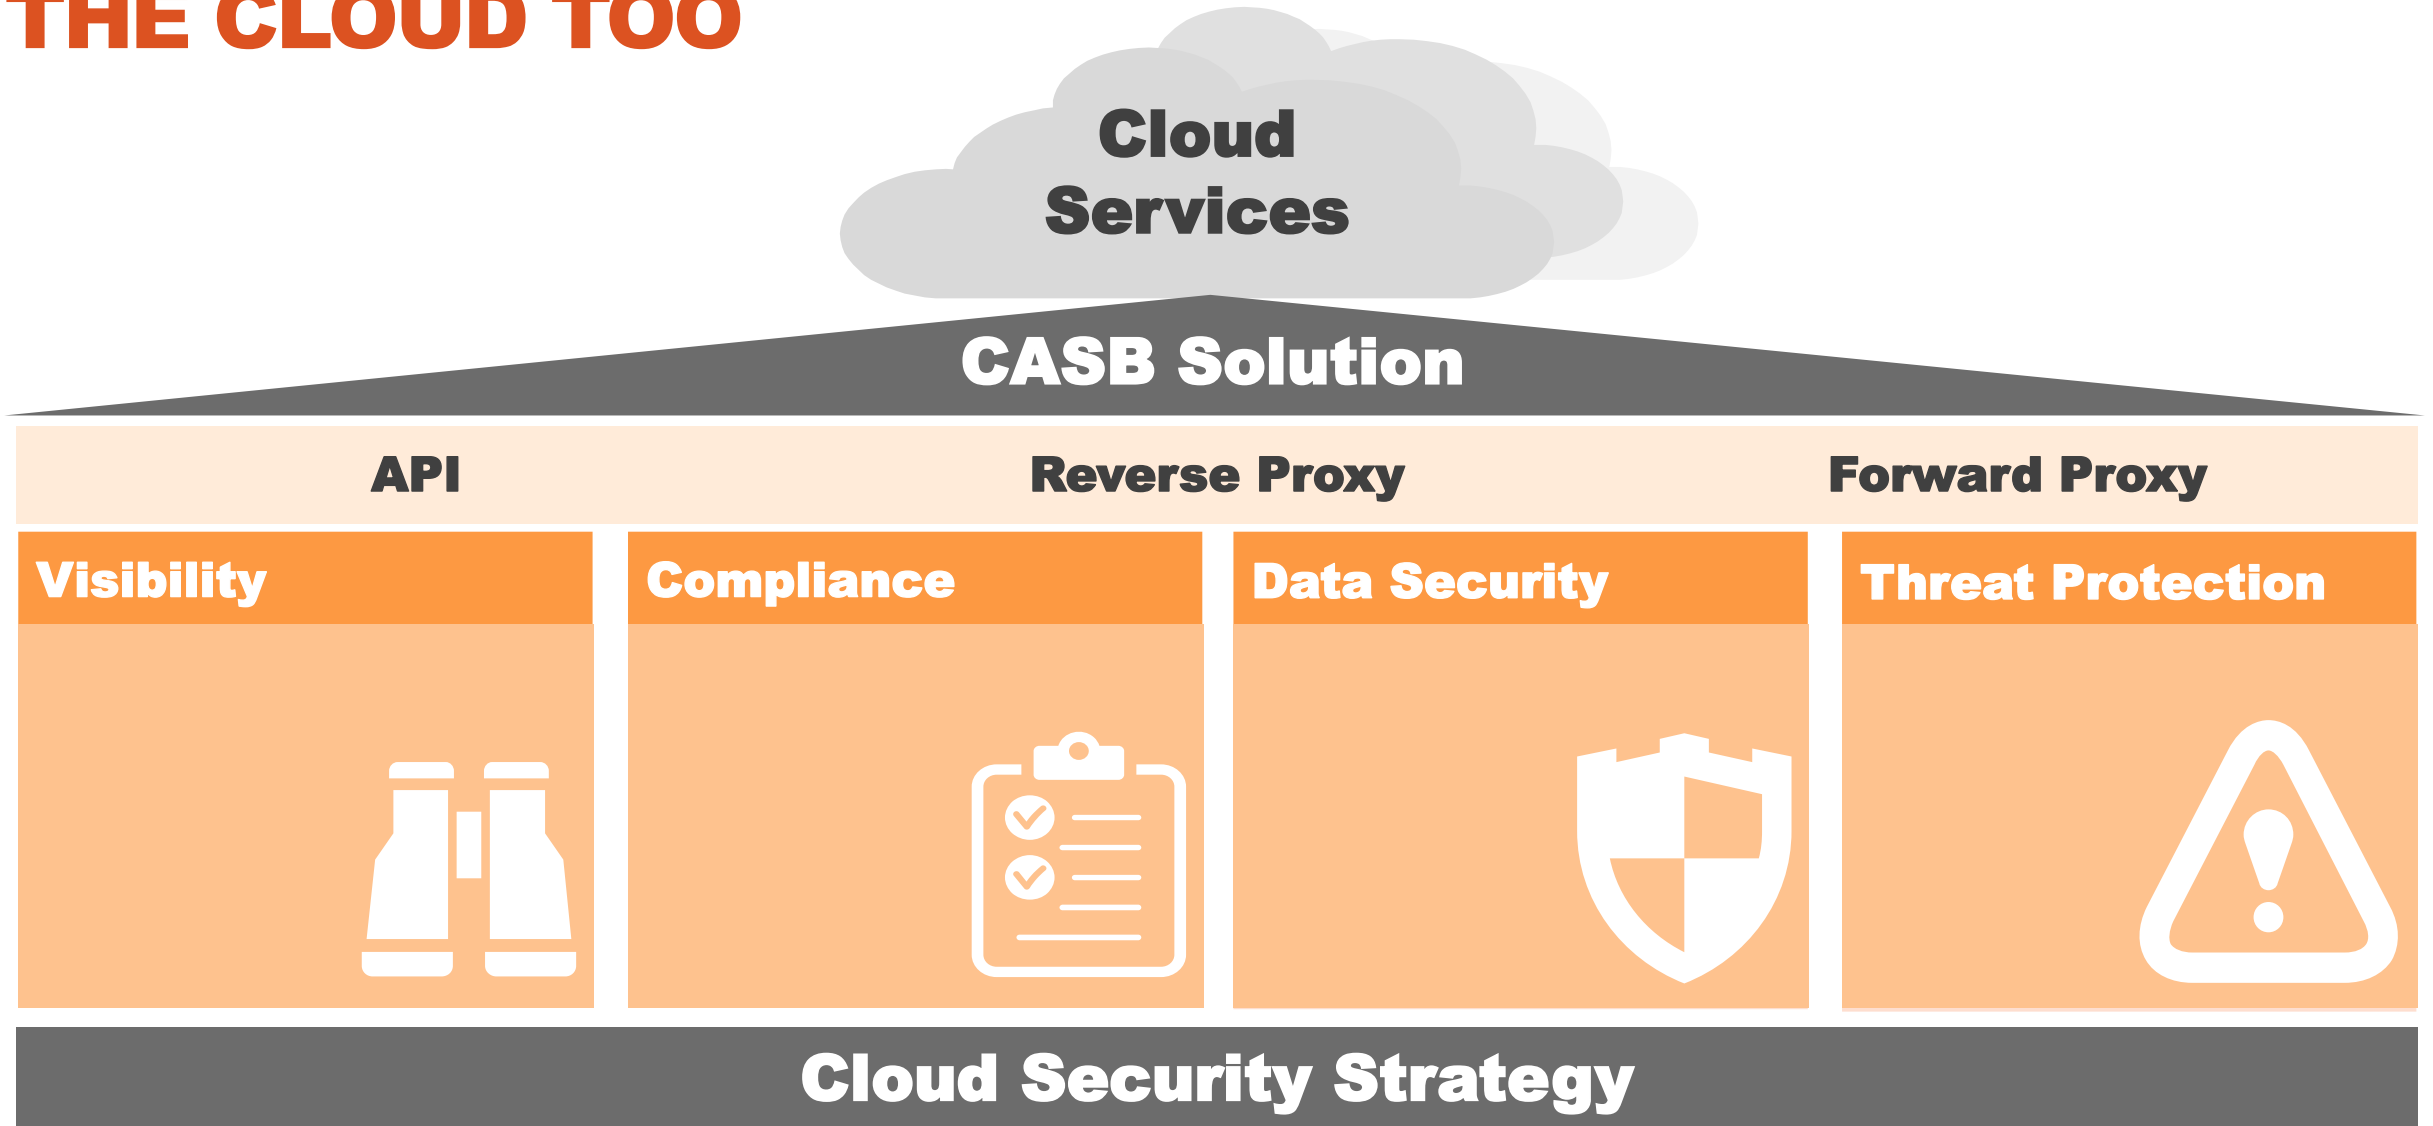 THE CLOUD TOO
Cloud
Services
CASB Solution
API Reverse Proxy Forward Proxy
Visibility Compliance Data Security Threat Protection
Cloud Security Strategy